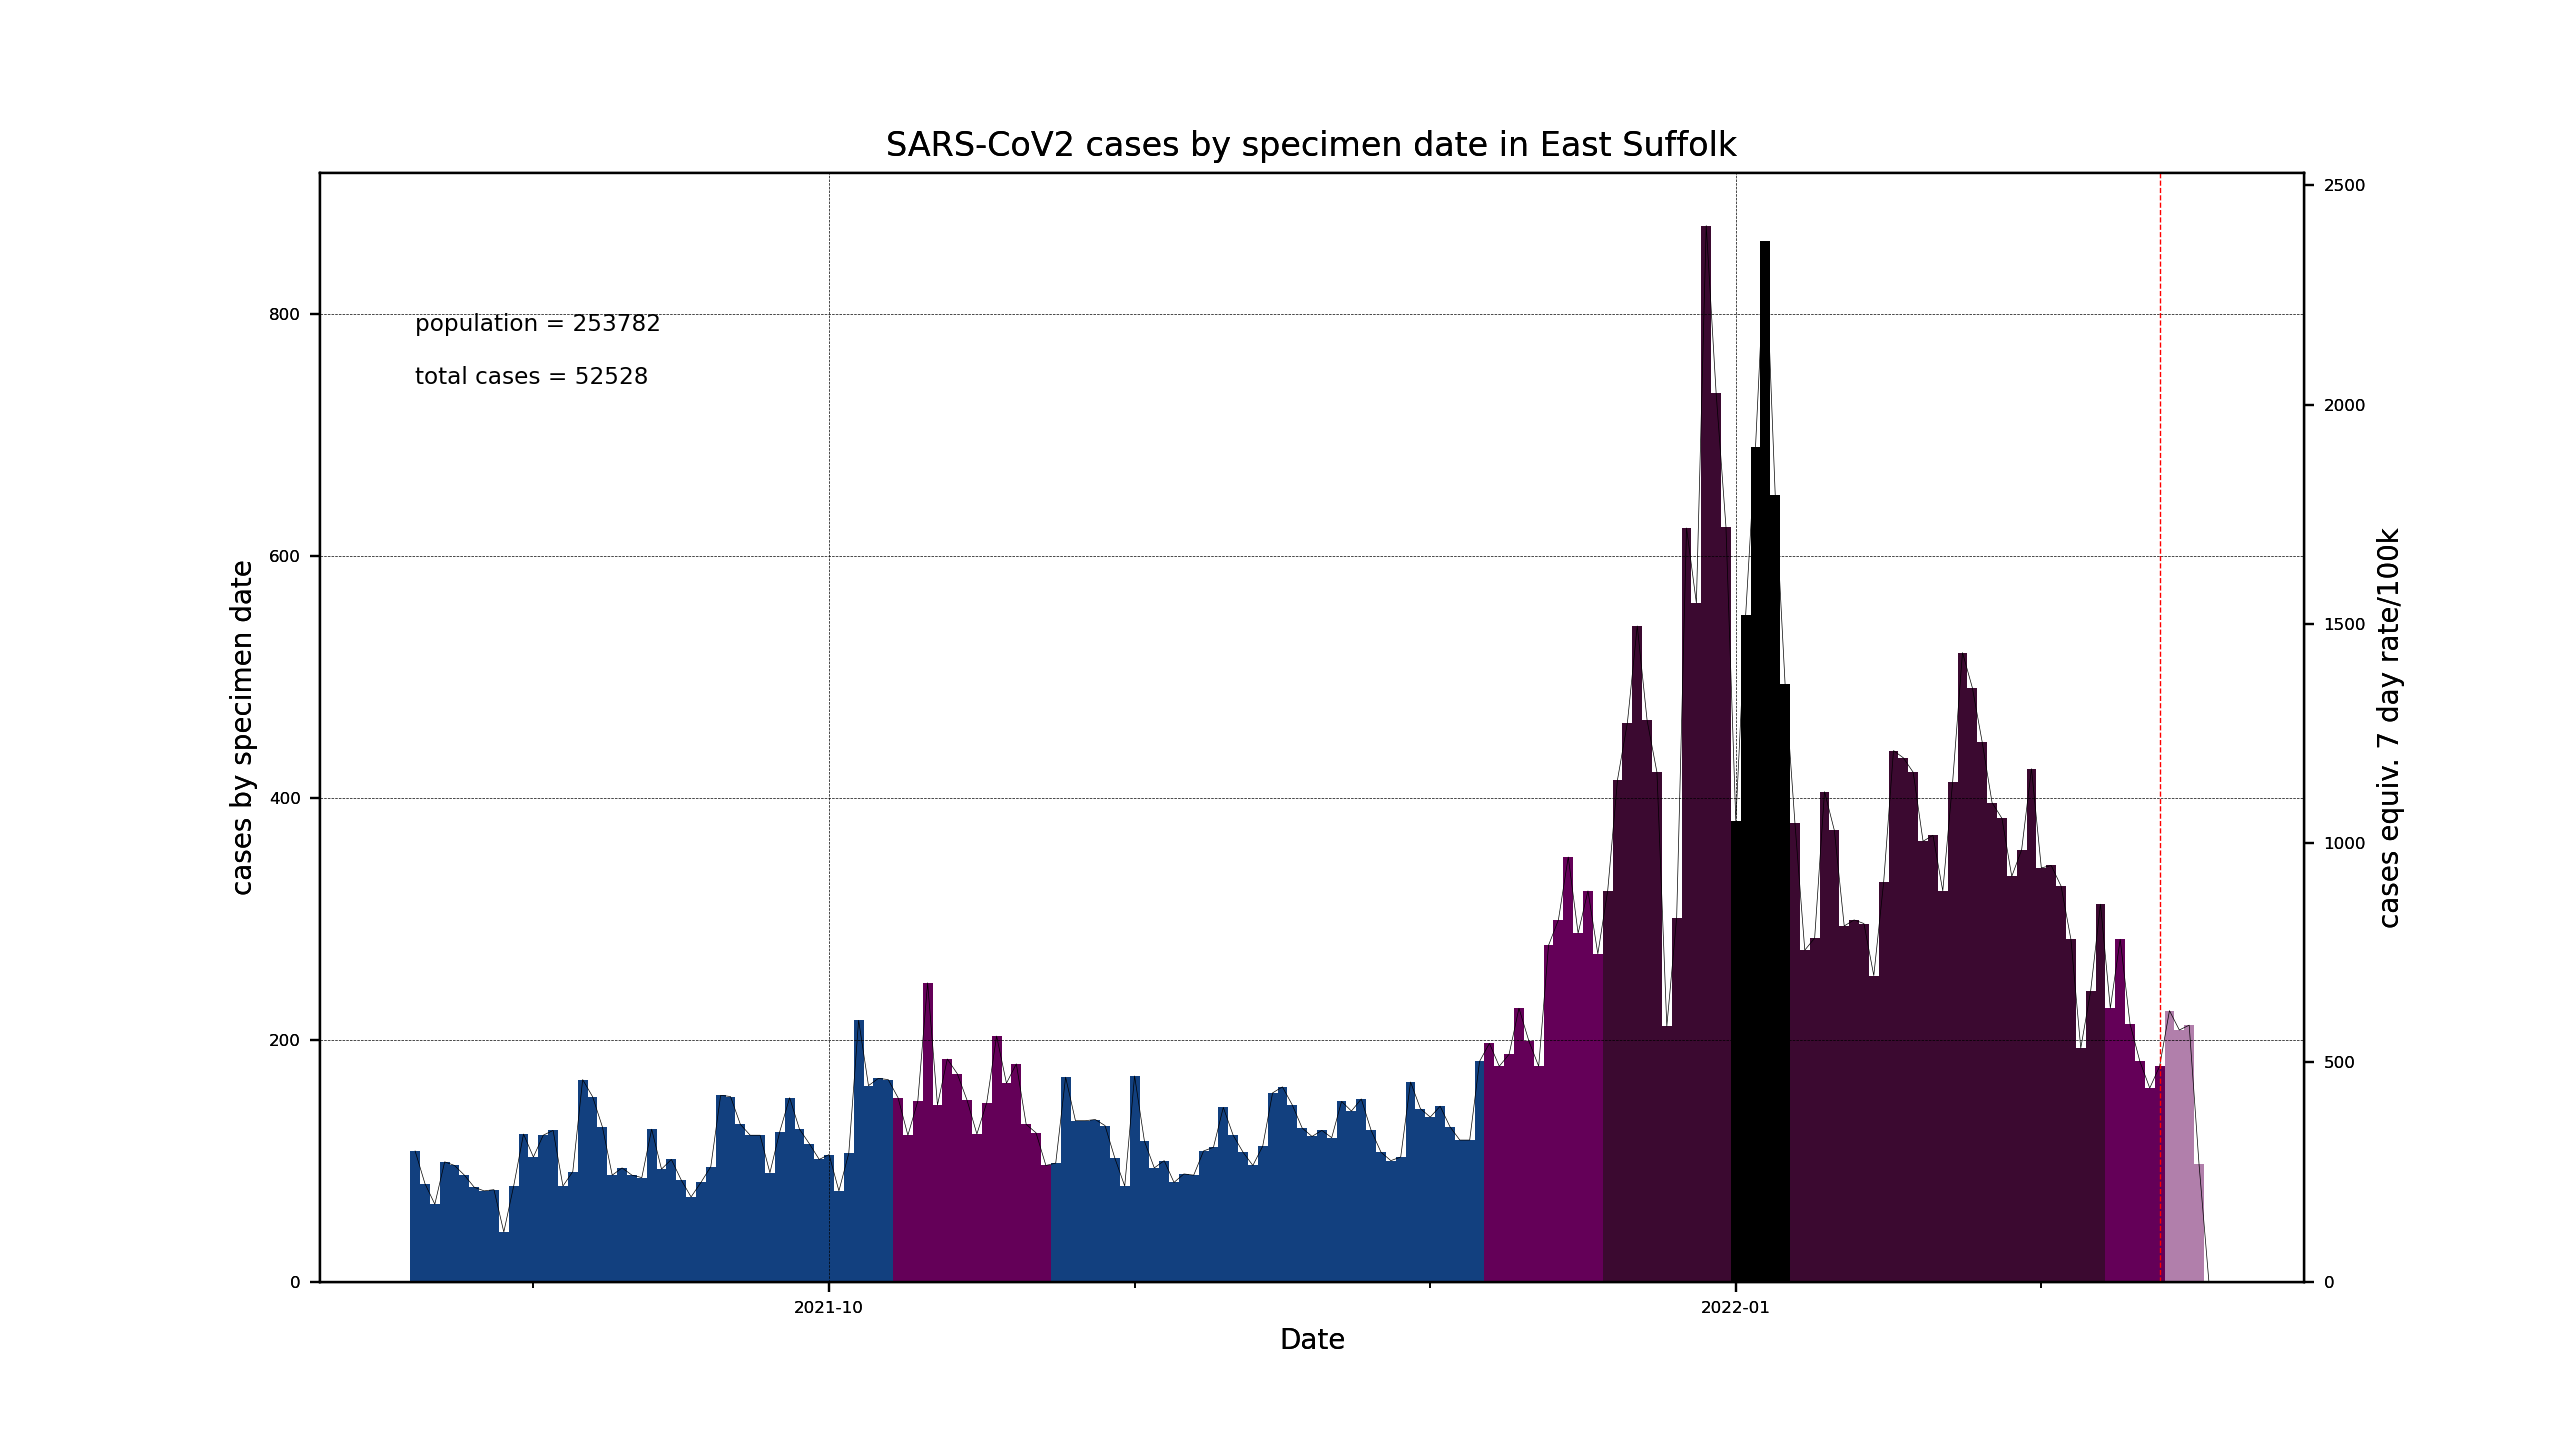 SARS-CoV2 cases by specimen date in East Suffolk
population = 253782
total cases = 52528
cases by specimen date
800
600
400
200
0
2500
2000
1500
1000
500
0
cases equiv. 7 day rate/100k
2021-10
2022-01
Date